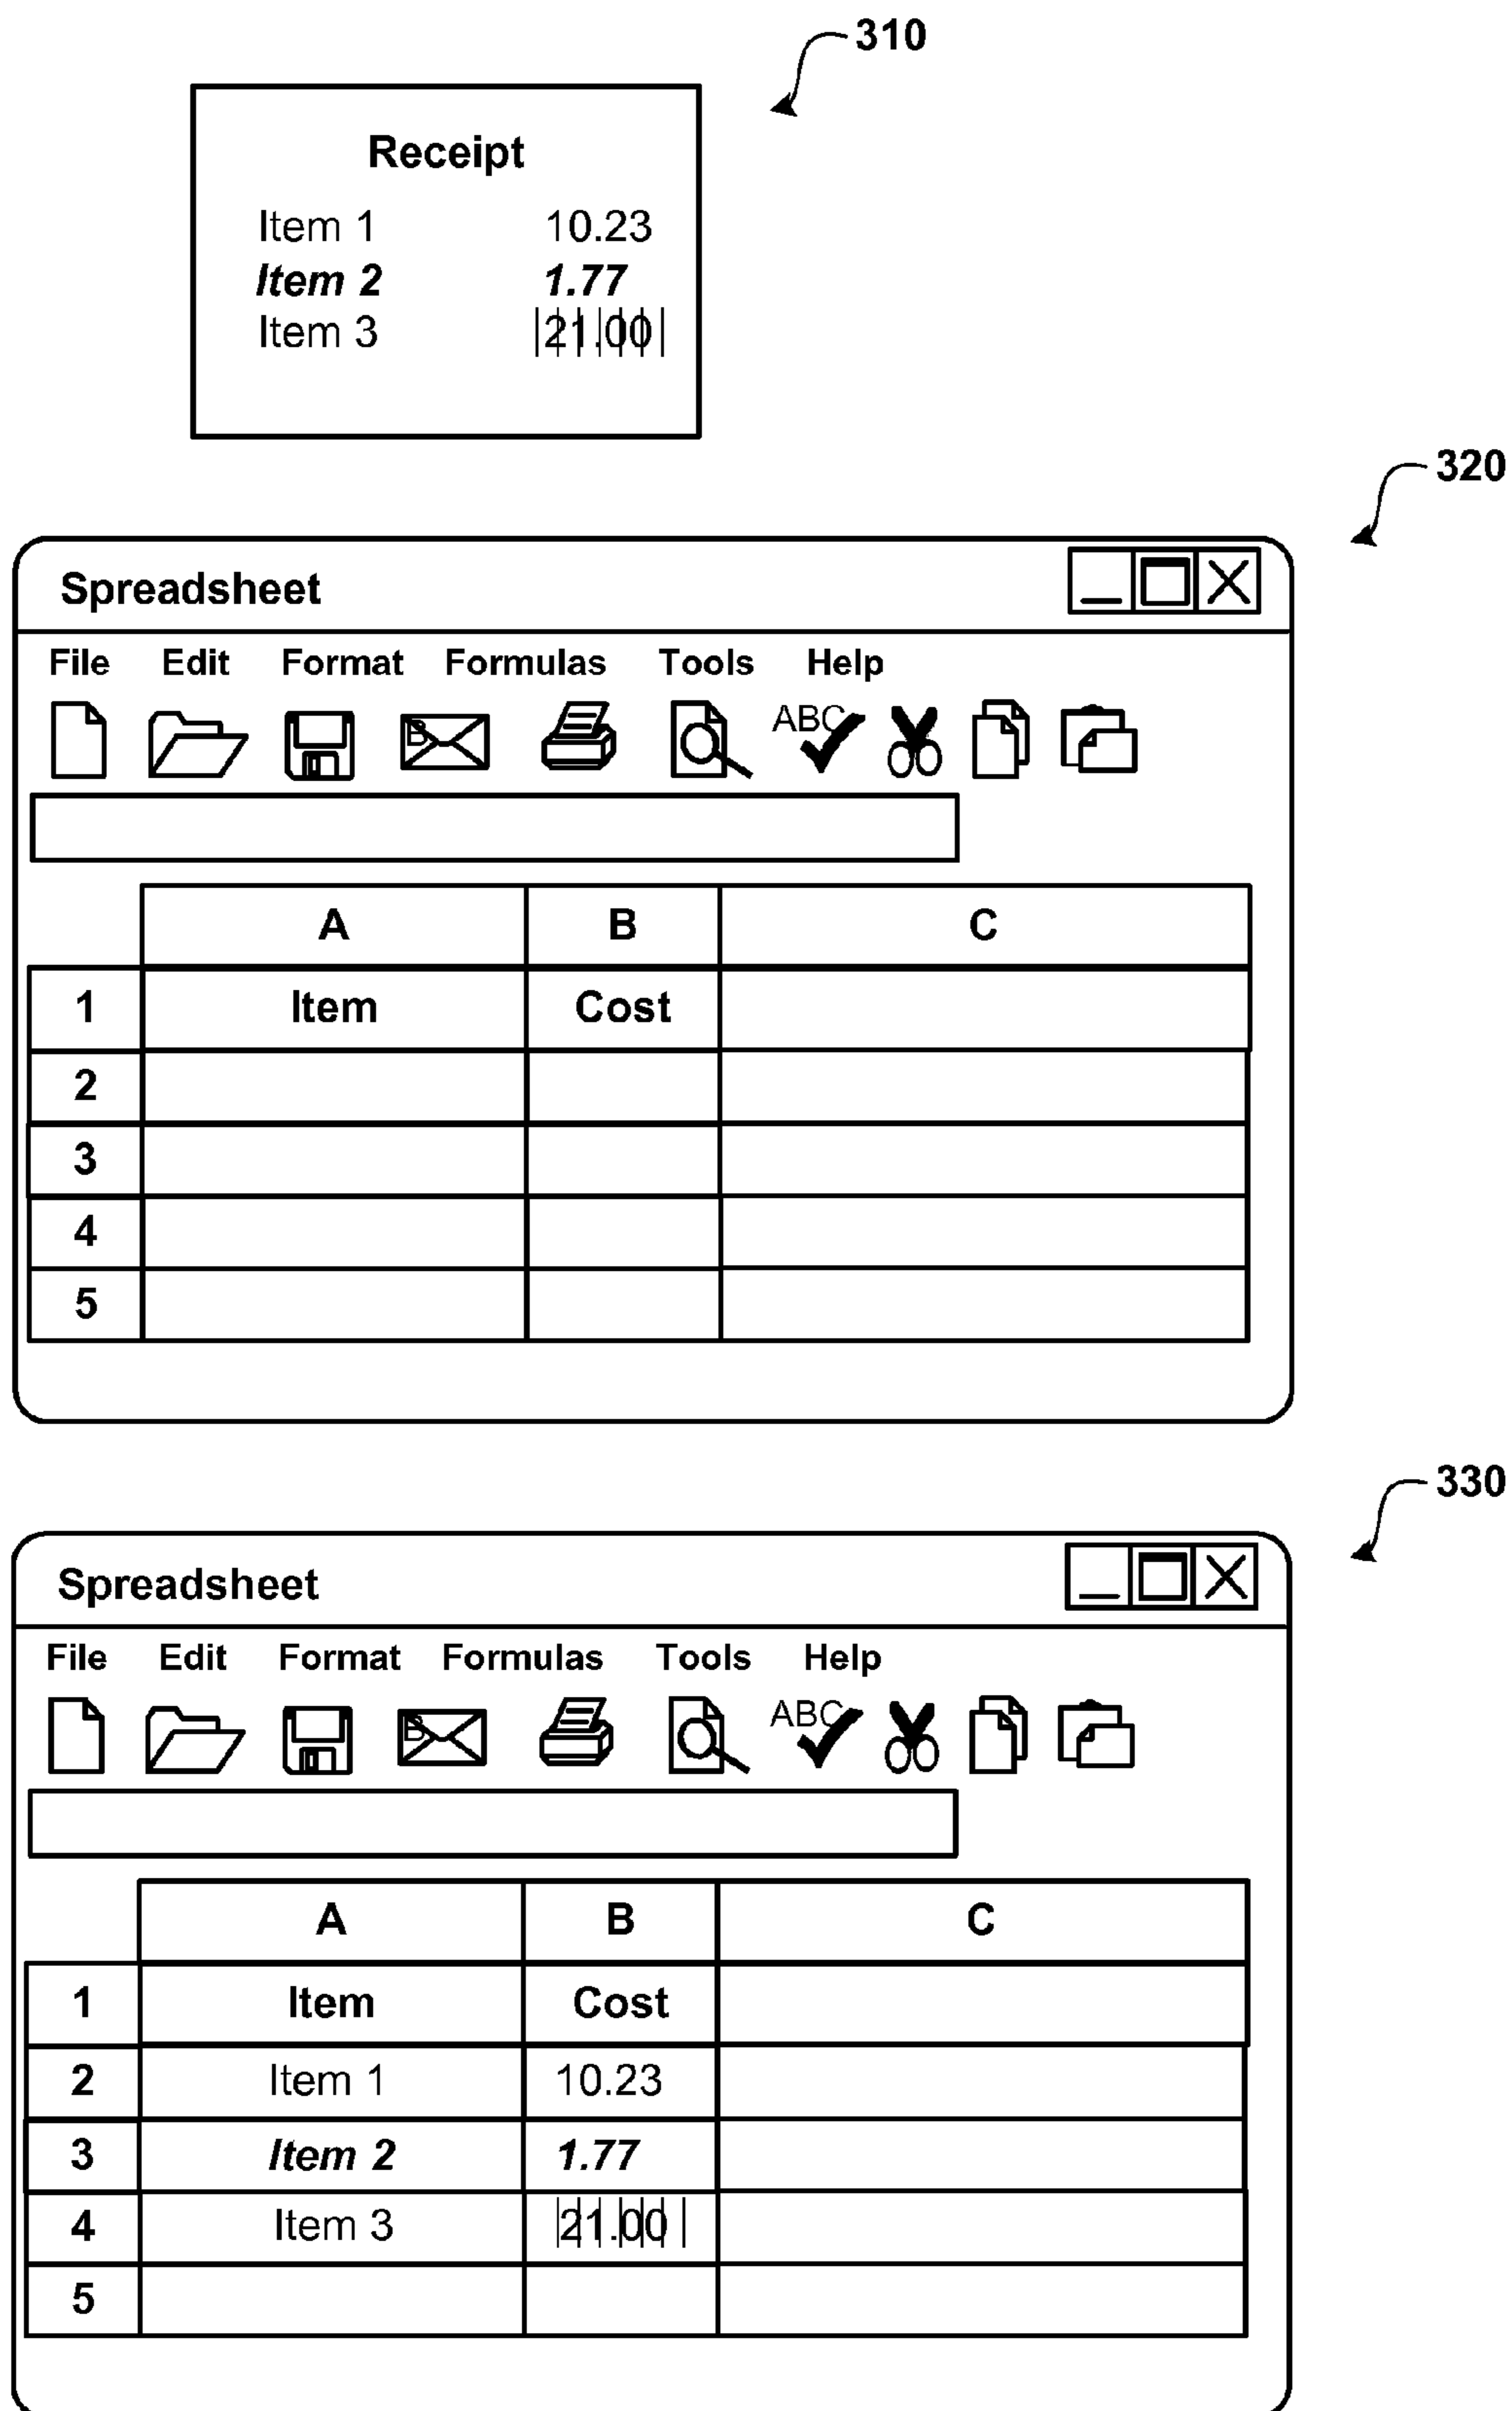 310
Receipt
Item 1 10.23
Item 2 1.77
Item 3 21.00
320
Spreadsheet
File Edit Format Formulas Tools Help
B ABC
A B C
1 Item Cost
2
3
4
5
330
Spreadsheet
File Edit Format Formulas Tools Help
B ABC
A B C
1 Item Cost
2 Item 1 10.23
3 Item 2 1.77
4 Item 3 21.00
5